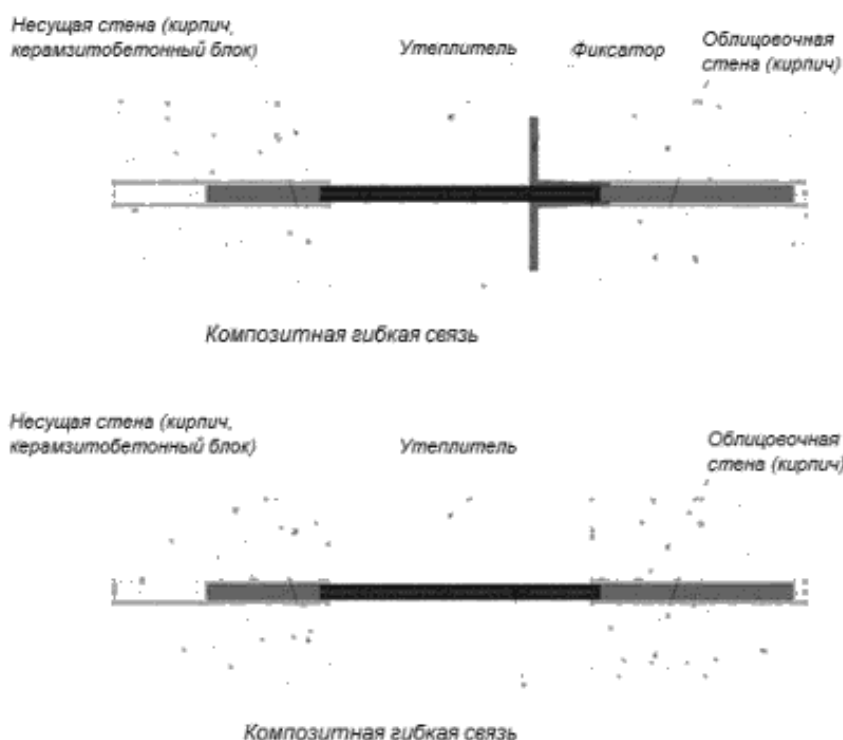 Несущая стена (кирпич,
керамзитобетонный блок)
Утеплитель
Фиксатор
Облицовочная
стена (кирпич)
Композитная гибкая связь
Несущая стена (кирпич,
керамзитобетонный блок)
Утеплитель
Облицовочная
стена (кирпич)
Композитная гибкая связь